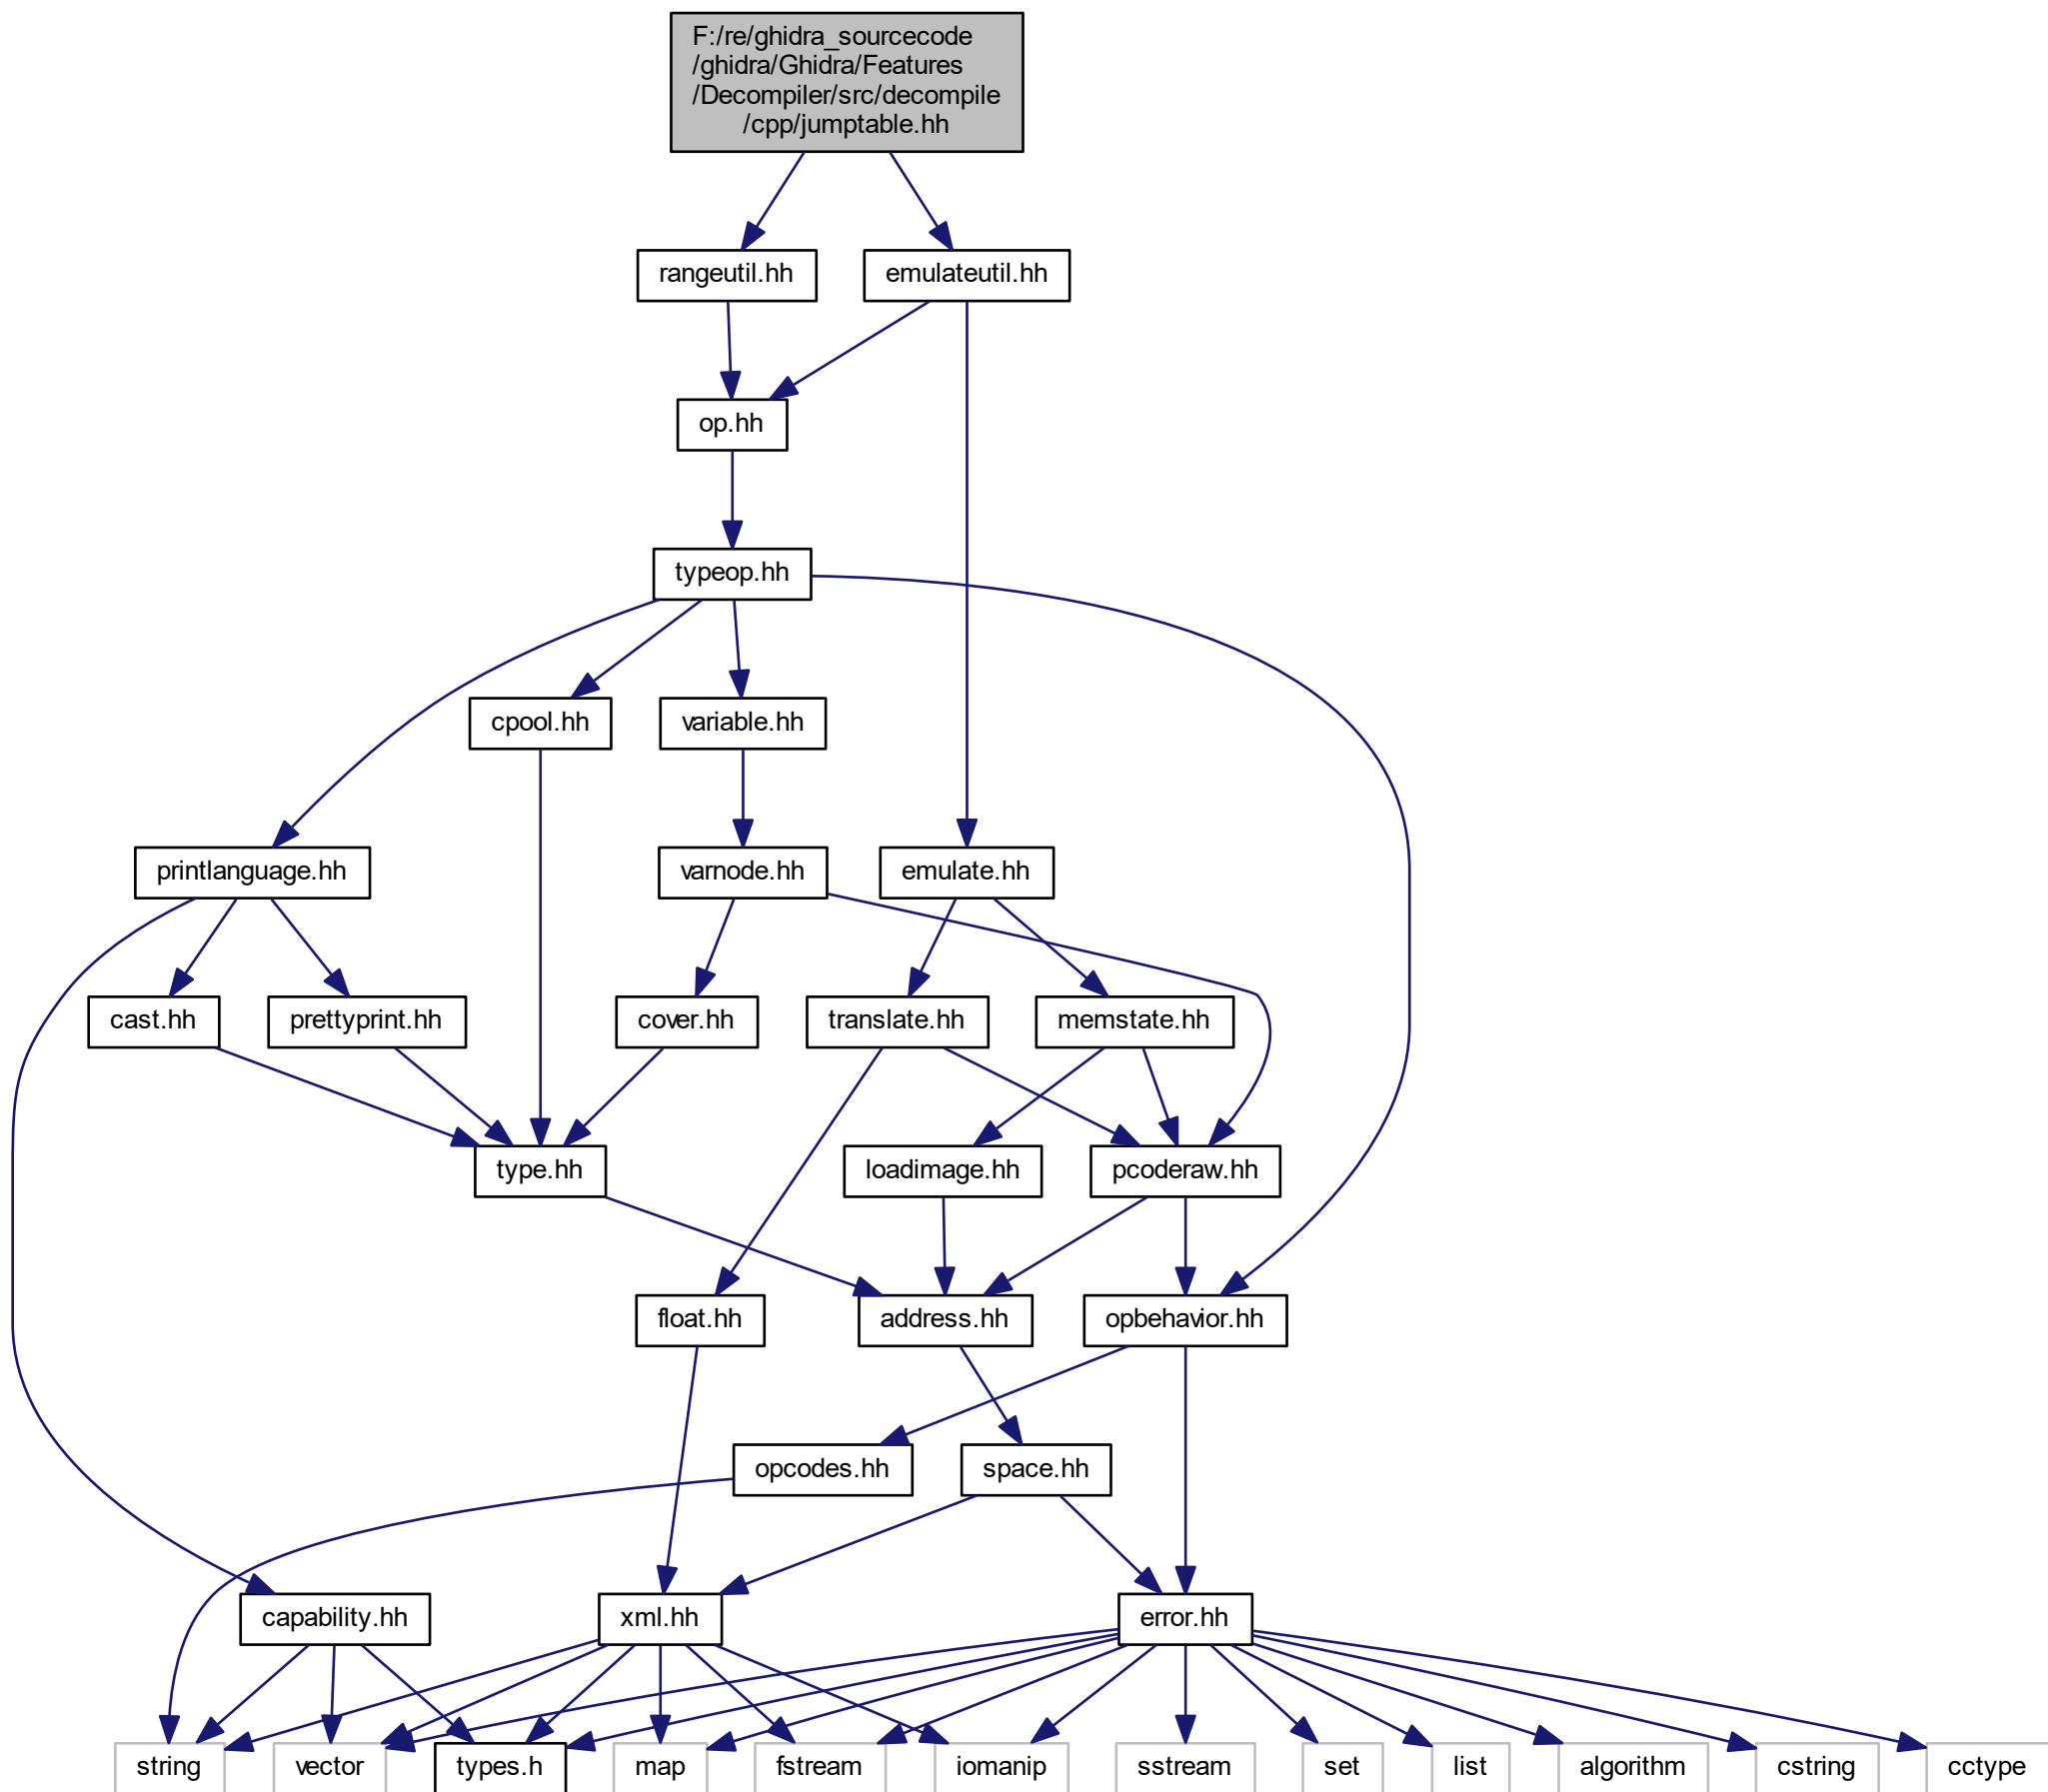 F:/re/ghidra_sourcecode
/ghidra/Ghidra/Features
/Decompiler/src/decompile
/cpp/jumptable.hh
rangeutil.hh
emulateutil.hh
op.hh
typeop.hh
cpool.hh
variable.hh
printlanguage.hh
varnode.hh
emulate.hh
cast.hh
prettyprint.hh
cover.hh
translate.hh
memstate.hh
type.hh
loadimage.hh
pcoderaw.hh
float.hh
address.hh
opbehavior.hh
opcodes.hh
space.hh
capability.hh
xml.hh
error.hh
string
vector
types.h
map
fstream
iomanip
sstream
set
list
algorithm
cstring
cctype